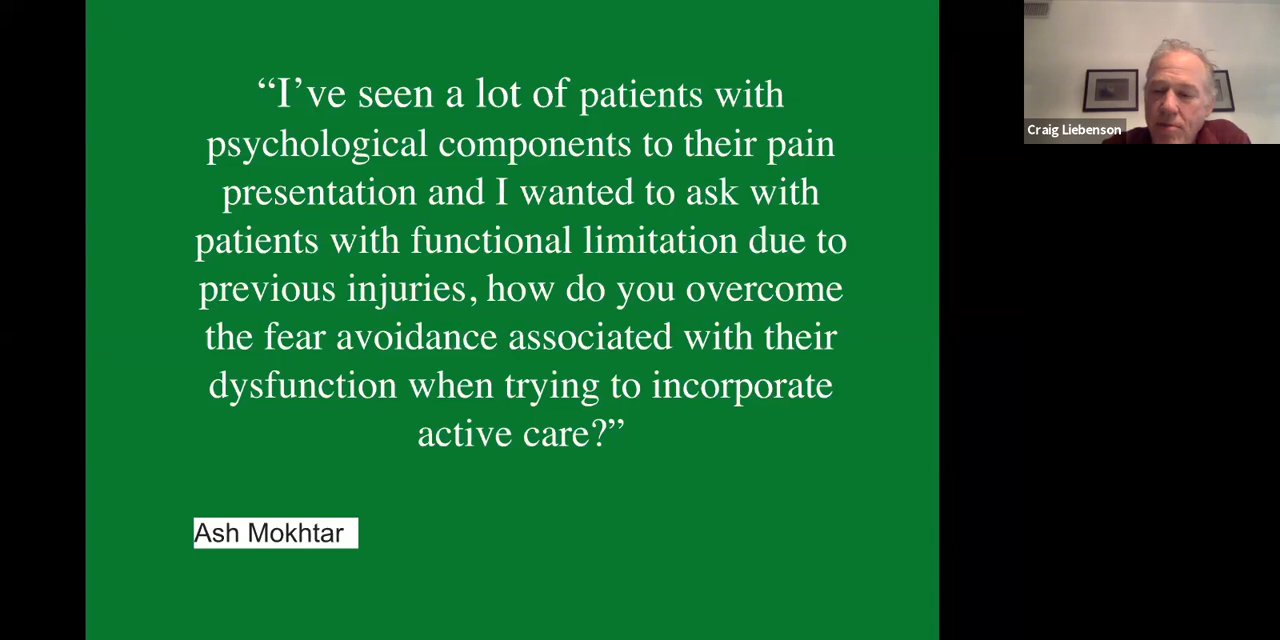 “I’ve seen a lot of patients with
psychological components to their pain
presentation and I wanted to ask with
patients with functional limitation due to
previous injuries, how do you overcome
the fear avoidance associated with their
dysfunction when trying to incorporate
active care?”
Ash Mokhtar
Craig Liebenson